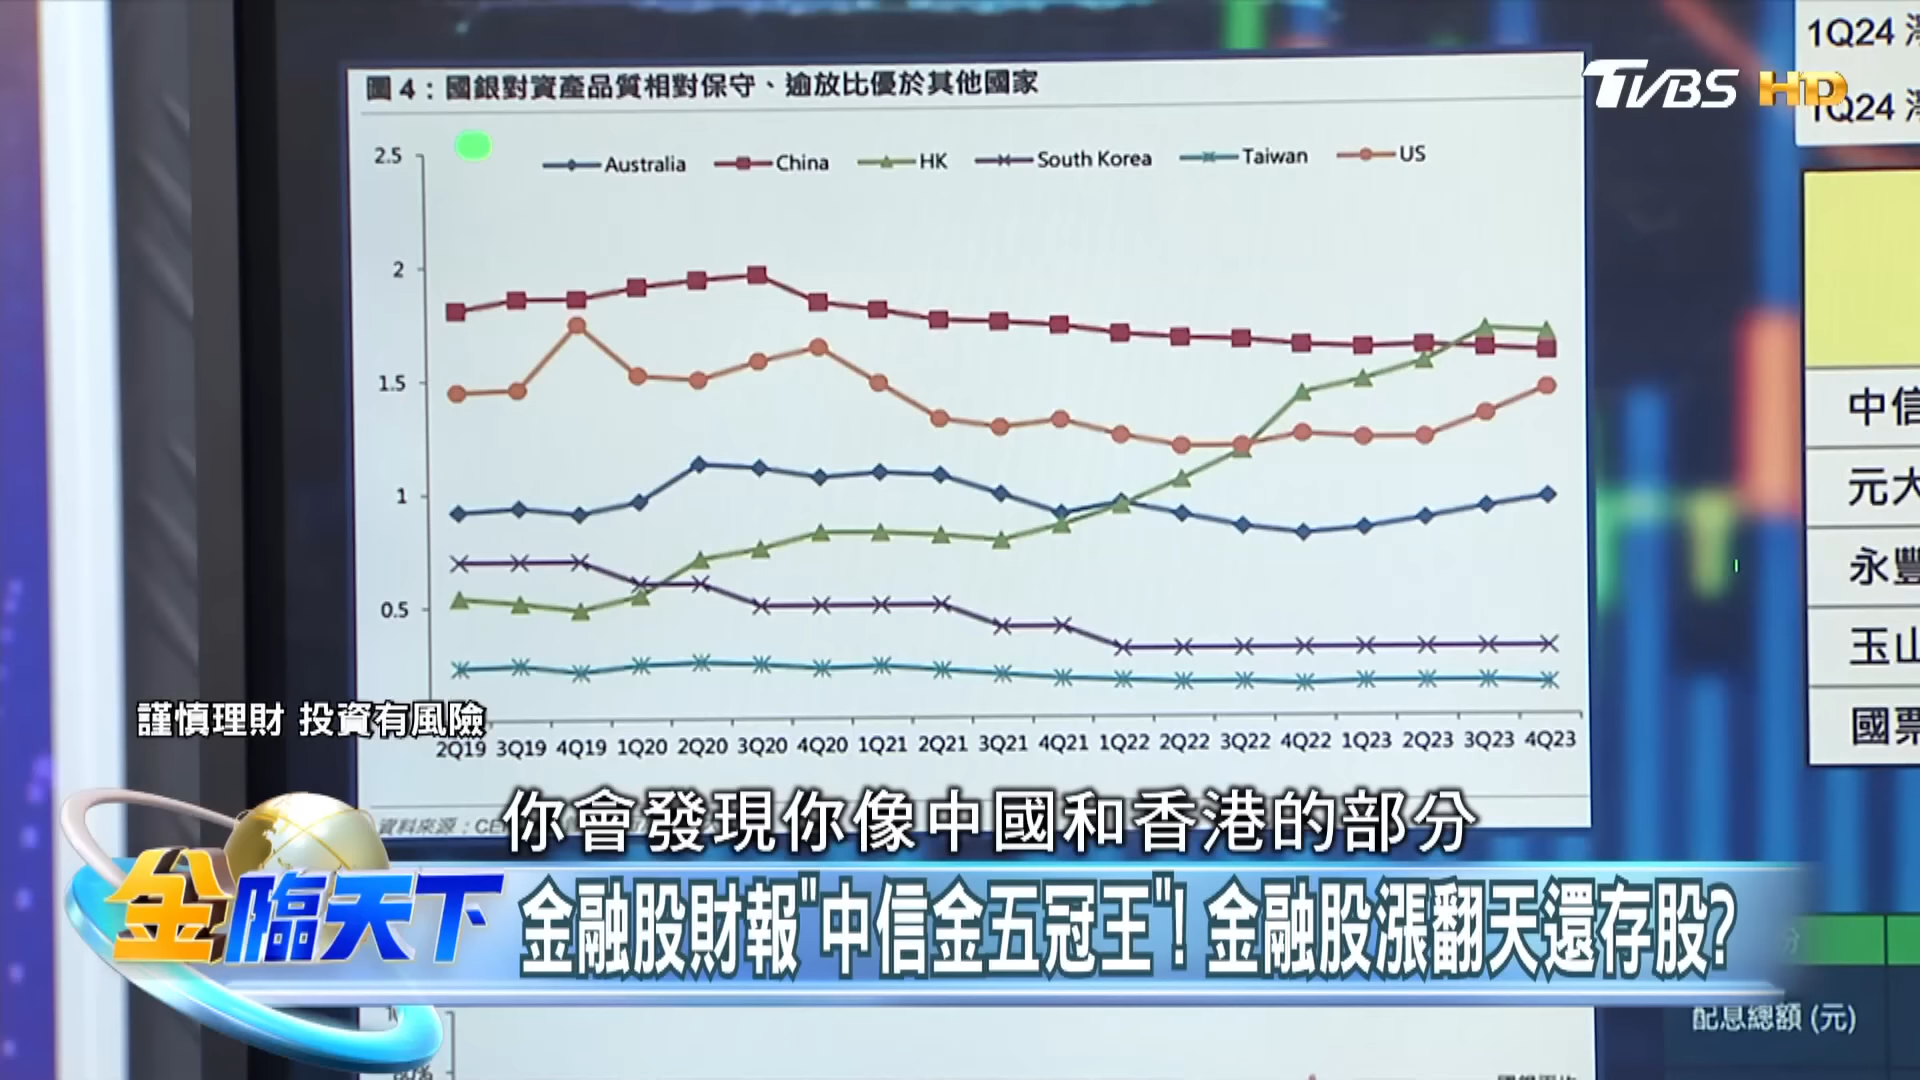 圖 4：國銀對資產品質相對保守、逾放比優於其他國家
TVBS HD
1Q24
1Q24
2.5
Australia China HK South Korea Taiwan US
2
1.5
1
0.5
2Q19 3Q19 4Q19 1Q20 2Q20 3Q20 4Q20 1Q21 2Q21 3Q21 4Q21 1Q22 2Q22 3Q22 4Q22 1Q23 2Q23 3Q23 4Q23
中信
元大
永豐
玉山
國票
謹慎理財 投資有風險
資料來源：CE
你會發現你像中國和香港的部分
金臨天下
金融股財報"中信金五冠王"! 金融股漲翻天還存股?
配息總額 (元)